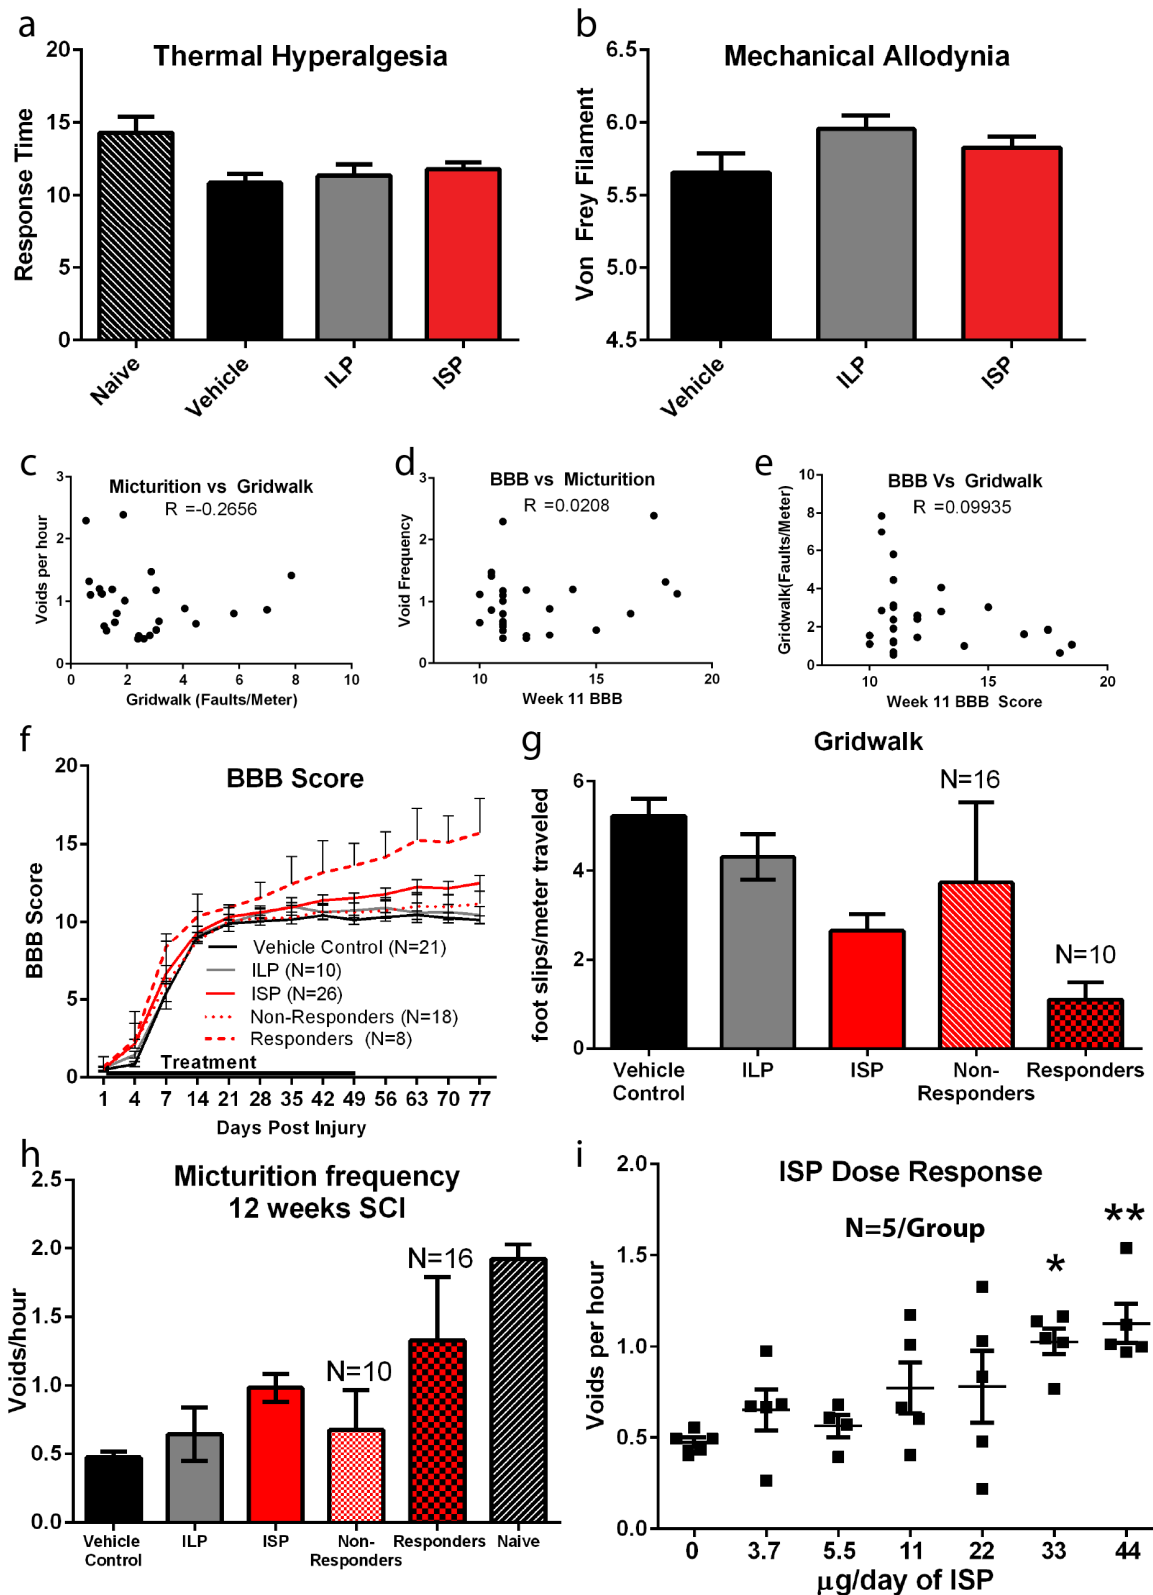 a
Thermal Hyperalgesia
Response Time
20
15
10
5
0
Naive
Vehicle
ILP
ISP
b
Mechanical Allodynia
Von Frey Filament
6.5
6.0
5.5
5.0
4.5
Vehicle
ILP
ISP
c
Micturition vs Gridwalk
R =-0.2656
Voids per hour
3
2
1
0
0 2 4 6 8 10
Gridwalk (Faults/Meter)
d
BBB vs Micturition
R =0.0208
Void Frequency
3
2
1
0
10 15 20
Week 11 BBB
e
BBB Vs Gridwalk
R =0.09935
Gridwalk(Faults/Meter)
10
8
6
4
2
0
10 15 20
Week 11 BBB Score
f
BBB Score
BBB Score
20
15
10
5
0
Vehicle Control (N=21)
ILP (N=10)
ISP (N=26)
Non-Responders (N=18)
Responders (N=8)
Treatment
1 4 7 14 21 28 35 42 49 56 63 70 77
Days Post Injury
g
Gridwalk
foot slips/meter traveled
6
4
2
0
N=16
N=10
Vehicle
Control
ILP
ISP
Non-
Responders
Responders
h
Micturition frequency
12 weeks SCI
Voids/hour
2.5
2.0
1.5
1.0
0.5
0.0
N=10
N=16
Vehicle
Control
ILP
ISP
Non-
Responders
Responders
Naive
i
ISP Dose Response
N=5/Group
Voids per hour
2.0
1.5
1.0
0.5
0.0
*
**
0 3.7 5.5 11 22 33 44
μg/day of ISP